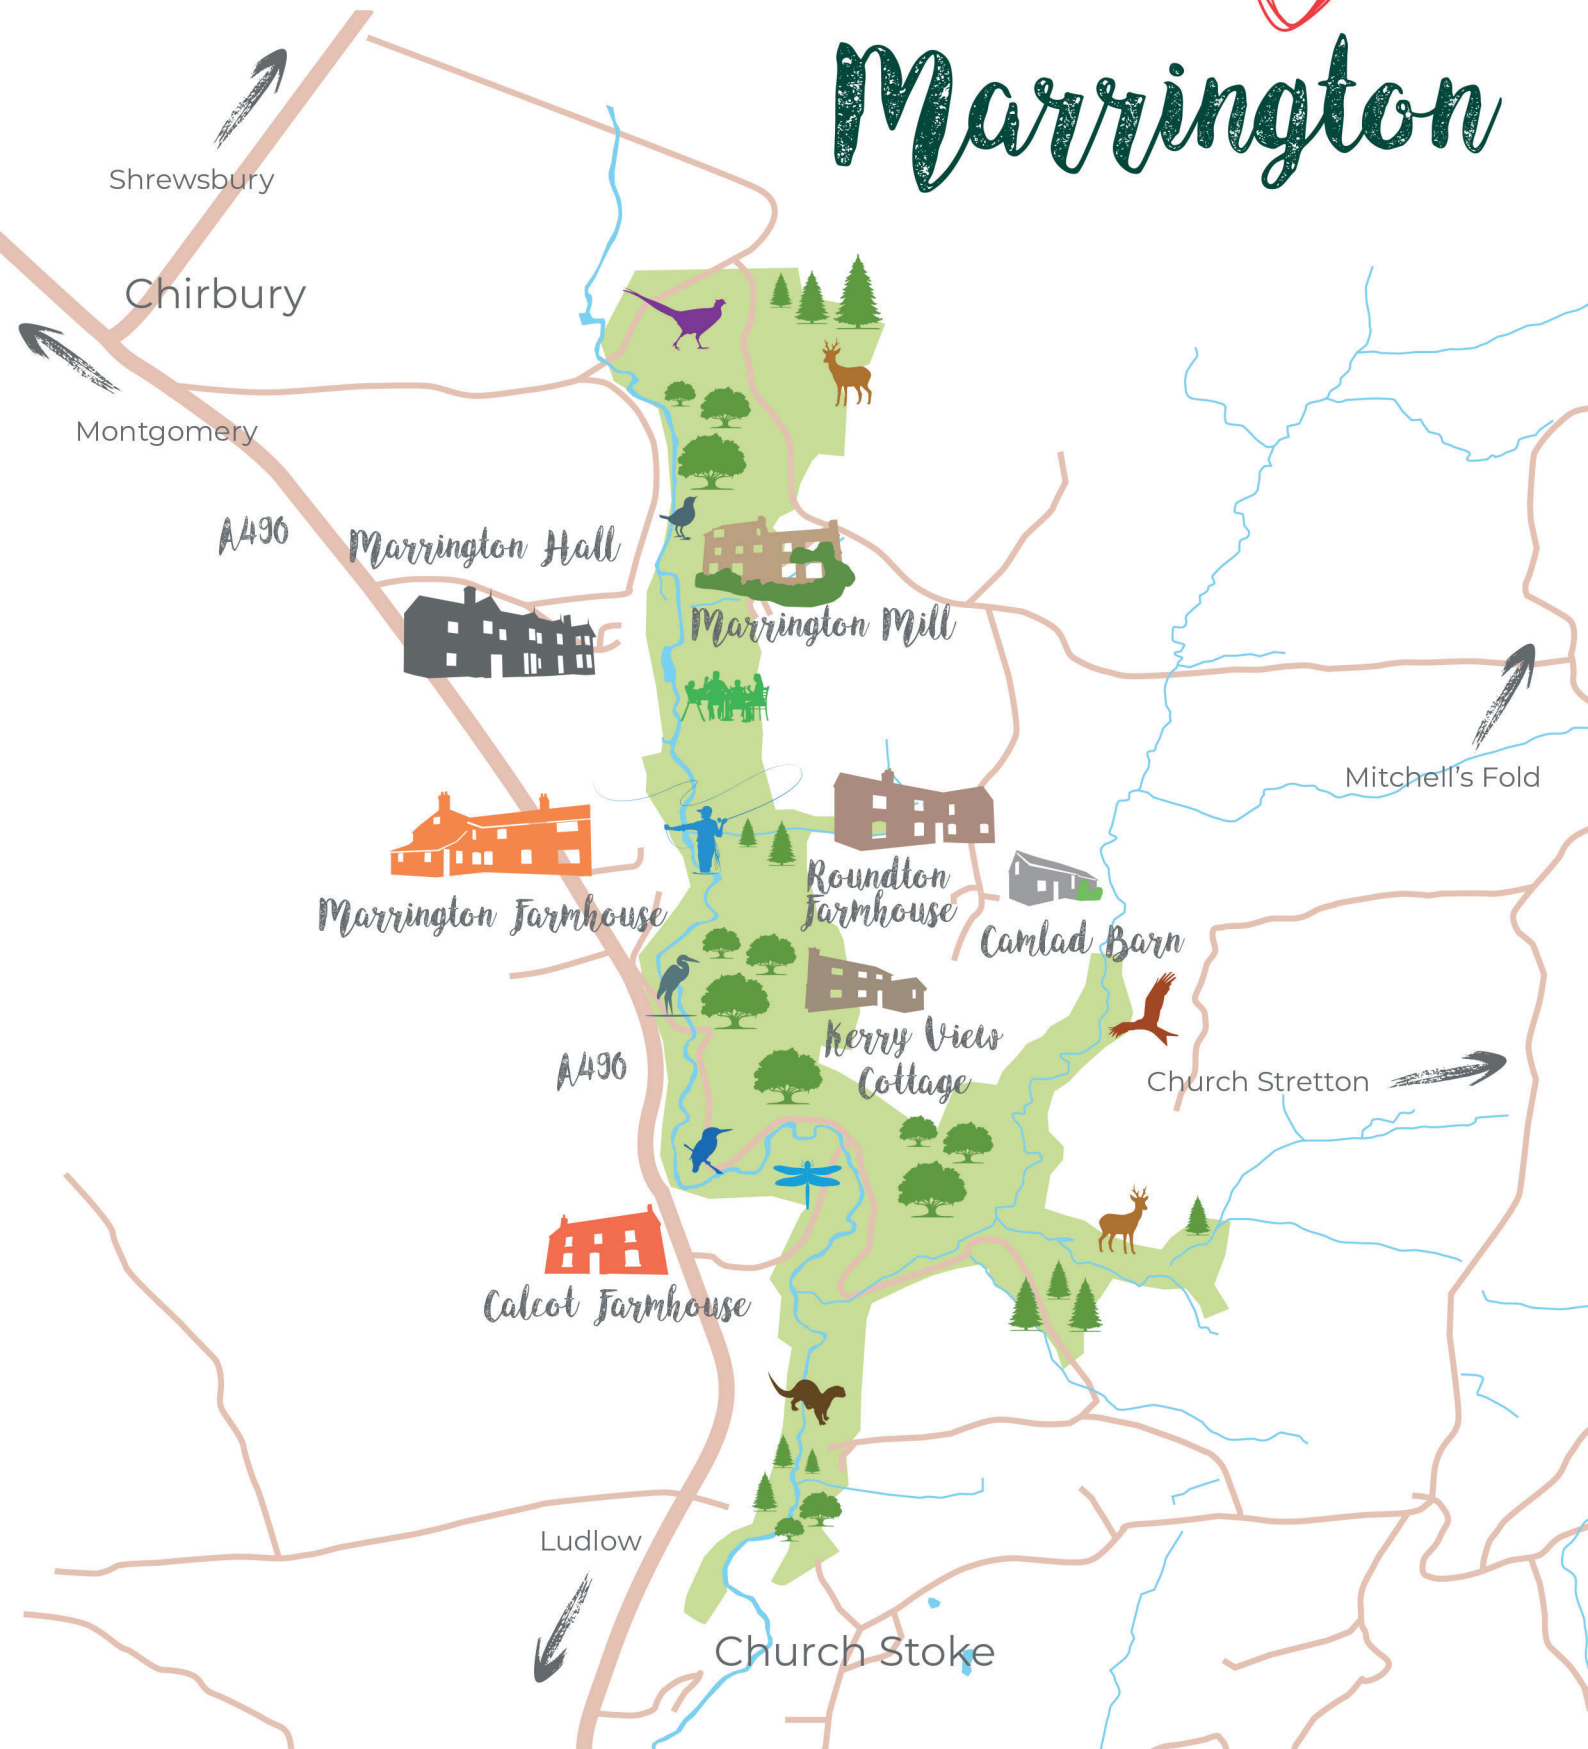 Marrington
Shrewsbury
Chirbury
Montgomery
A490
Marrington Hall
Marrington Mill
Mitchell's Fold
Marrington Farmhouse
Roundton
Farmhouse
Camlad Barn
Kerry View
Cottage
A490
Church Stretton
Calcot Farmhouse
Ludlow
Church Stoke